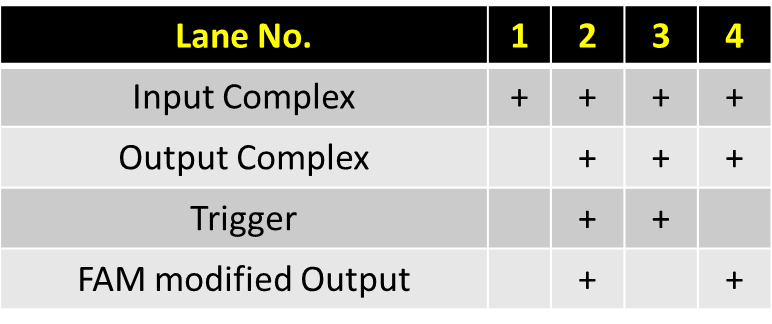 Lane No. 1 2 3 4
Input Complex + + + +
Output Complex + + +
Trigger + +
FAM modified Output + +